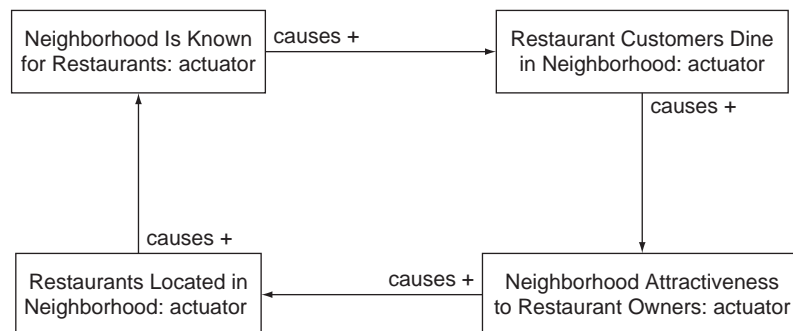 Neighborhood Is Known
for Restaurants: actuator
causes +
Restaurant Customers Dine
in Neighborhood: actuator
causes +
causes +
Restaurants Located in
Neighborhood: actuator
causes +
Neighborhood Attractiveness
to Restaurant Owners: actuator